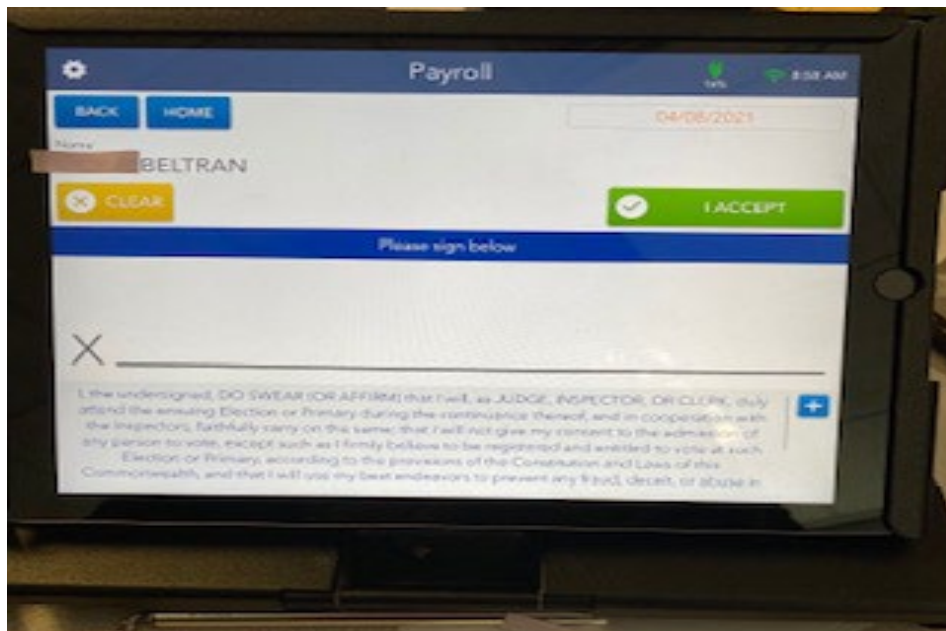 Payroll
8:58 AM
BACK HOME
04/08/2021
Name
BELTRAN
CLEAR
I ACCEPT
Please sign below
X
I, the undersigned, DO SWEAR (OR AFFIRM) that I will, as JUDGE, INSPECTOR, OR CLERK, duly
attend the ensuing Election or Primary during the continuance thereof, and in cooperation with
the inspectors, faithfully carry on the same; that I will not give my consent to the admission of
any person to vote, except such as I firmly believe to be registered and entitled to vote at such
Election or Primary, according to the provisions of the Constitution and Laws of this
Commonwealth, and that I will use my best endeavors to prevent any fraud, deceit, or abuse in